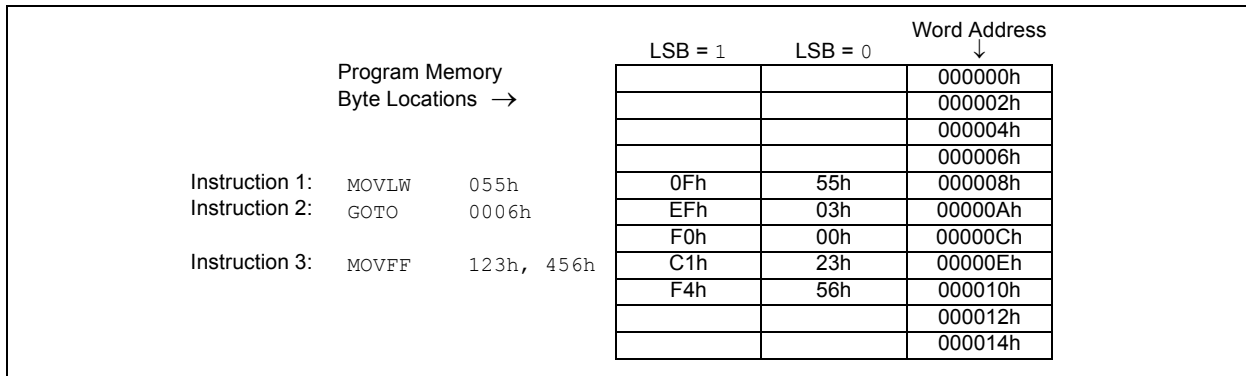 Word Address
LSB = 1 LSB = 0 ↓
Program Memory 000000h
Byte Locations → 000002h
000004h
000006h
Instruction 1: MOVLW 055h 0Fh 55h 000008h
Instruction 2: GOTO 0006h EFh 03h 00000Ah
F0h 00h 00000Ch
Instruction 3: MOVFF 123h, 456h C1h 23h 00000Eh
F4h 56h 000010h
000012h
000014h